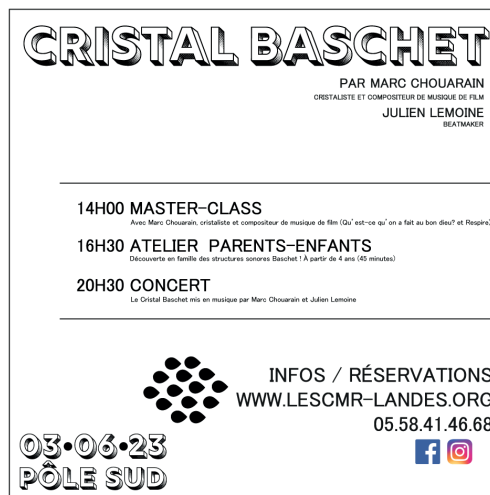 CRISTAL BASCHET
PAR MARC CHOUARAIN
CRISTALISTE ET COMPOSITEUR DE MUSIQUE DE FILM
JULIEN LEMOINE
BEATMAKER
14H00 MASTER-CLASS
Avec Marc Chouarain, cristaliste et compositeur de musique de film (Qu'est-ce qu'on a fait au bon dieu? et Respire)
16H30 ATELIER PARENTS-ENFANTS
Découverte en famille des structures sonores Baschet ! À partir de 4 ans (45 minutes)
20H30 CONCERT
Le Cristal Baschet mis en musique par Marc Chouarain et Julien Lemoine
INFOS / RÉSERVATIONS
WWW.LESCMR-LANDES.ORG
05.58.41.46.68
03•06•23
PÔLE SUD